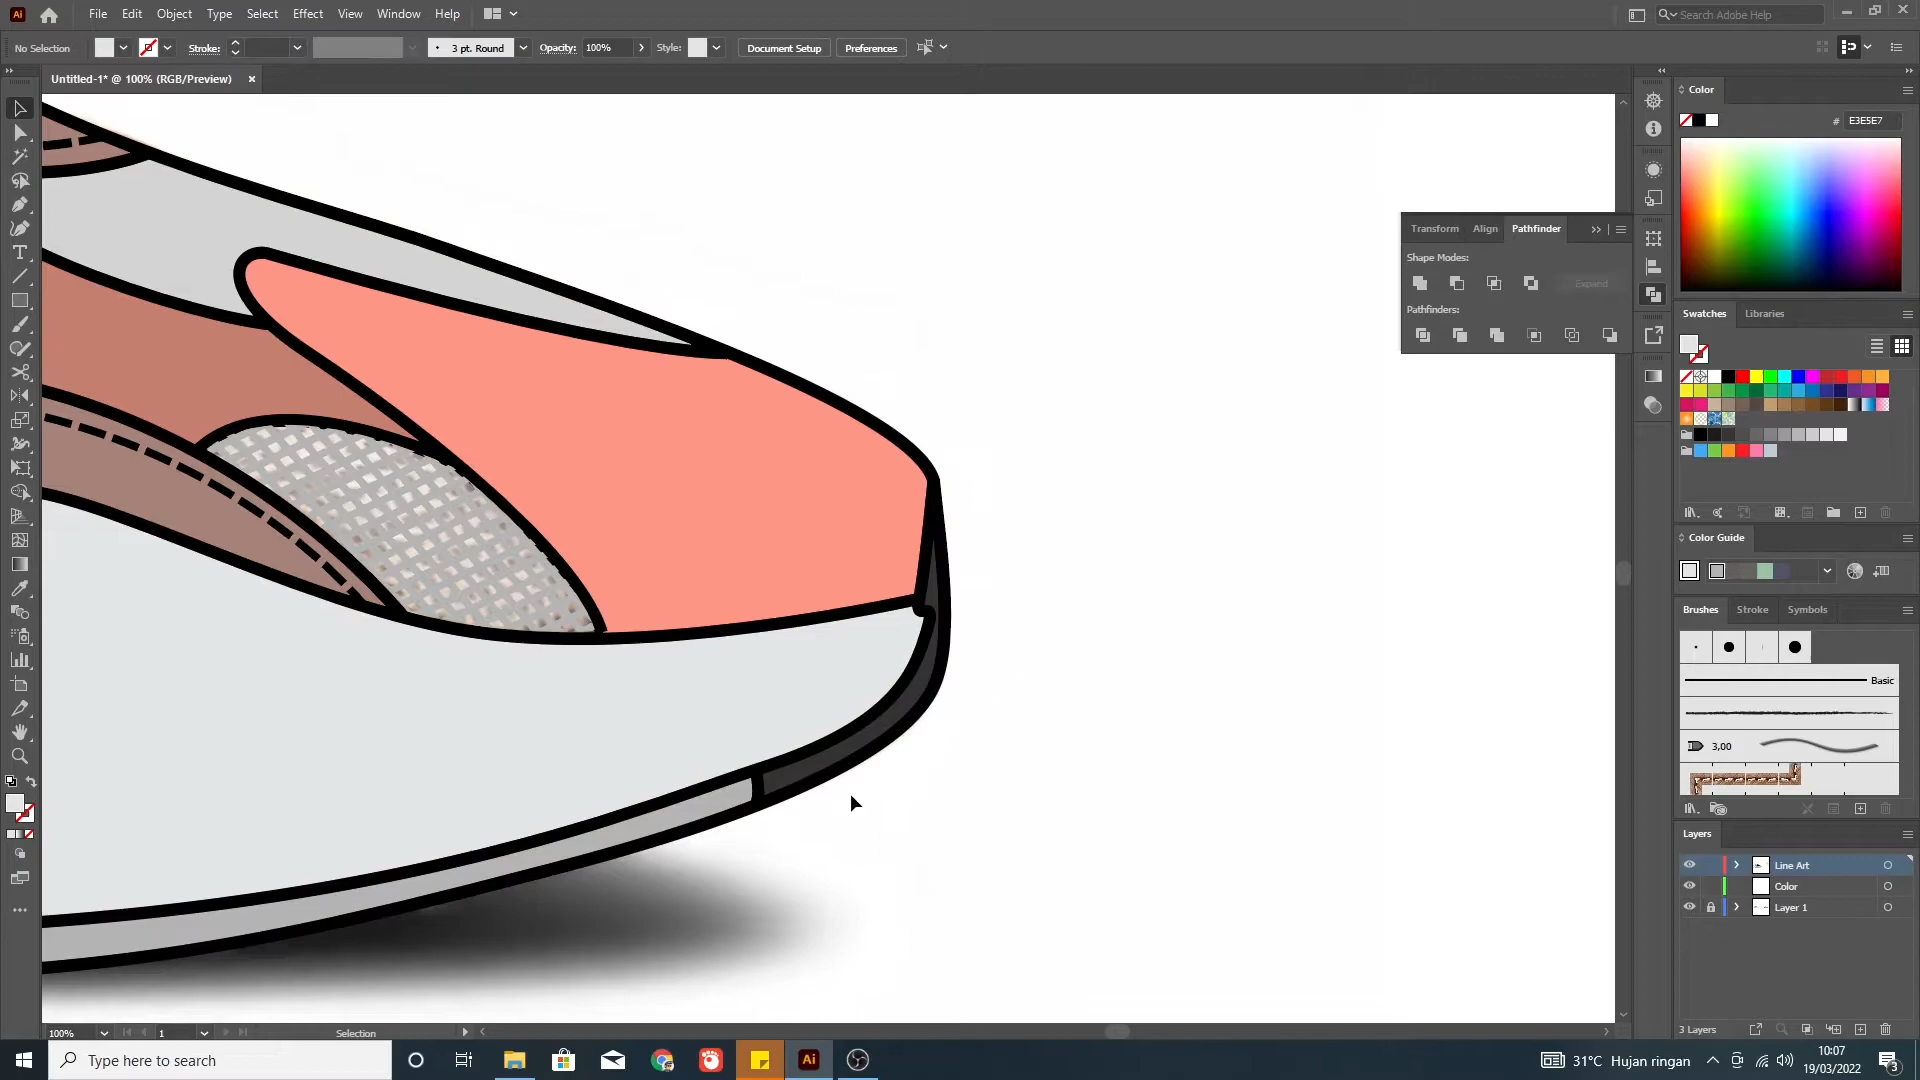 Ai File Edit Object Type Select Effect View Window Help Search Adobe Help
No Selection Stroke: 3 pt. Round Opacity: 100% Style: Document Setup Preferences
Untitled-1* @ 100% (RGB/Preview) ×
Color
# E3E5E7
Transform Align Pathfinder
Shape Modes:
Expand
Pathfinders:
Swatches Libraries
Color Guide
Brushes Stroke Symbols
Basic
3,00
Layers
Line Art
Color
Layer 1
3 Layers
100% 1 Selection
Type here to search
Ai
31°C Hujan ringan
10:07
19/03/2022
3